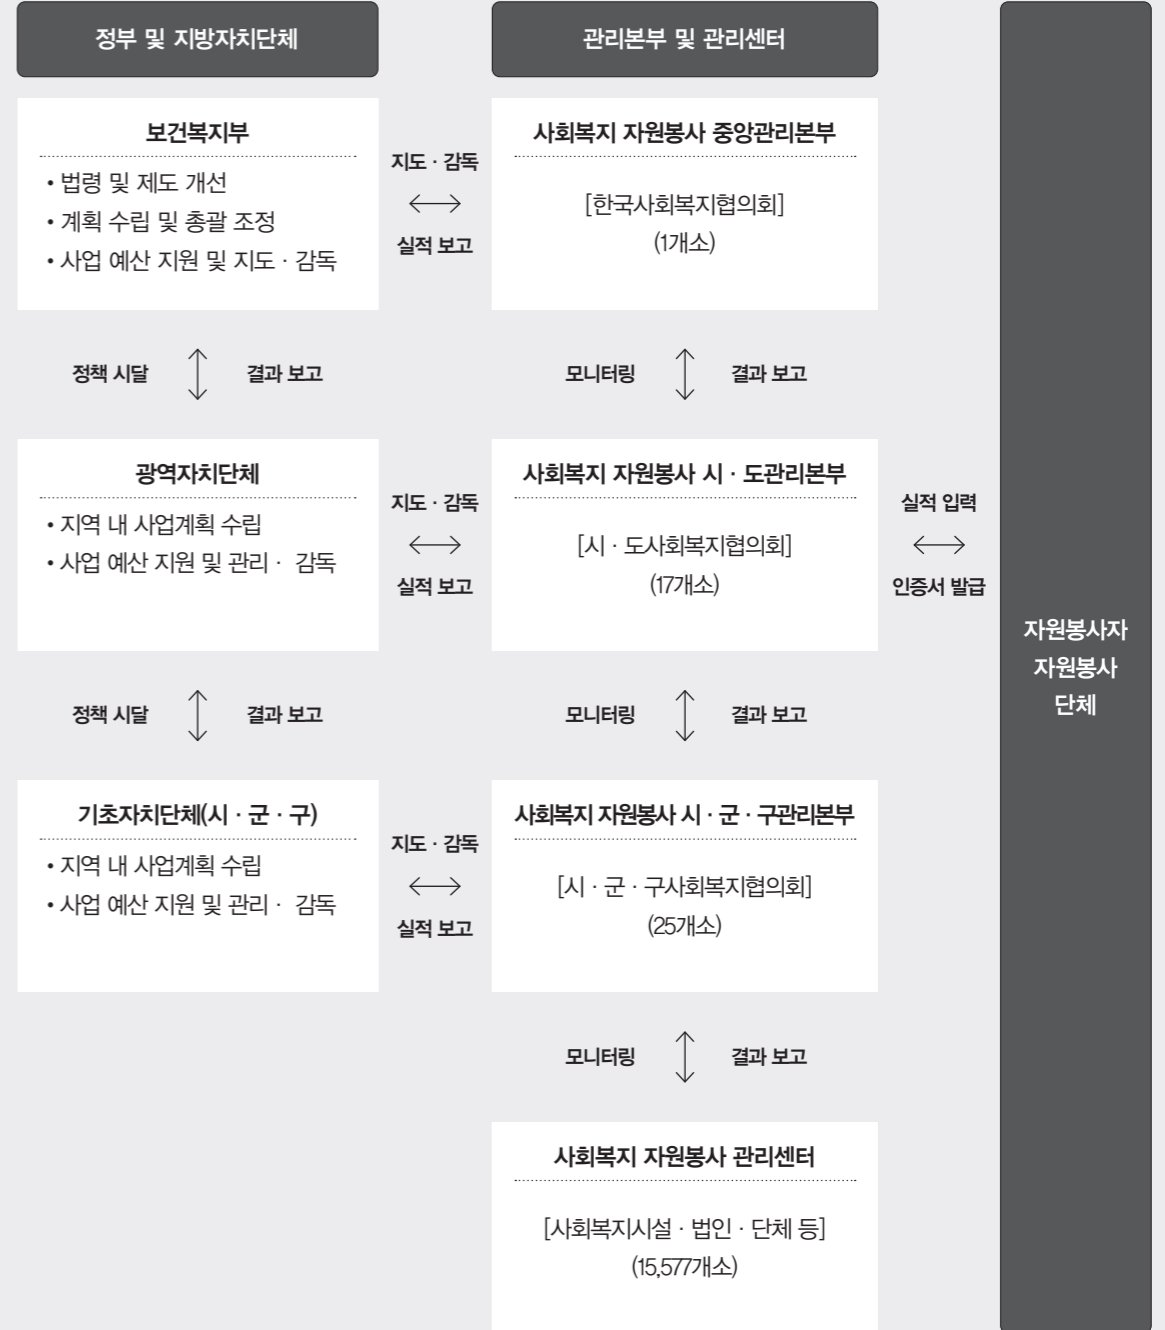 정부 및 지방자치단체
관리본부 및 관리센터
보건복지부
• 법령 및 제도 개선
• 계획 수립 및 총괄 조정
• 사업 예산 지원 및 지도 · 감독
지도 · 감독
실적 보고
사회복지 자원봉사 중앙관리본부
[한국사회복지협의회]
(1개소)
정책 시달
결과 보고
모니터링
결과 보고
광역자치단체
• 지역 내 사업계획 수립
• 사업 예산 지원 및 관리 · 감독
지도 · 감독
실적 보고
사회복지 자원봉사 시 · 도관리본부
[시 · 도사회복지협의회]
(17개소)
실적 입력
인증서 발급
자원봉사자
자원봉사
단체
정책 시달
결과 보고
모니터링
결과 보고
기초자치단체(시 · 군 · 구)
• 지역 내 사업계획 수립
• 사업 예산 지원 및 관리 · 감독
지도 · 감독
실적 보고
사회복지 자원봉사 시 · 군 · 구관리본부
[시 · 군 · 구사회복지협의회]
(25개소)
모니터링
결과 보고
사회복지 자원봉사 관리센터
[사회복지시설 · 법인 · 단체 등]
(15,577개소)